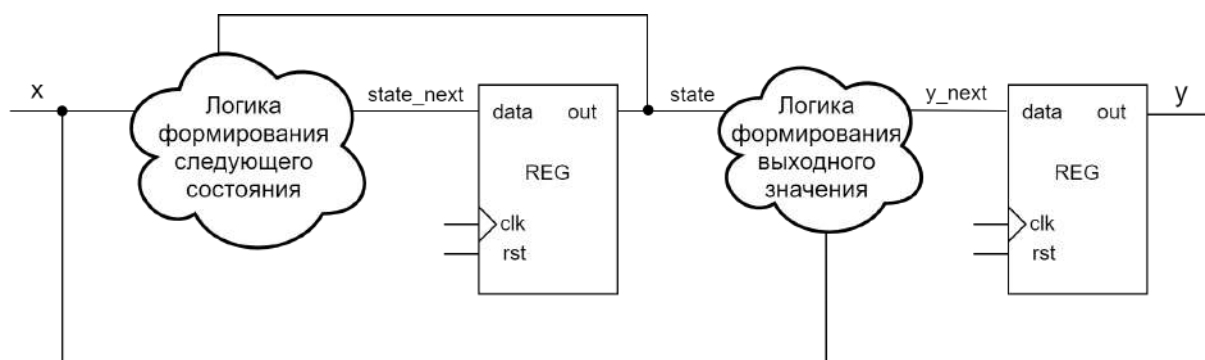 x
Логика
формирования
следующего
состояния
state_next
data out
REG
clk
rst
state
Логика
формирования
выходного
значения
y_next
data out
REG
clk
rst
y